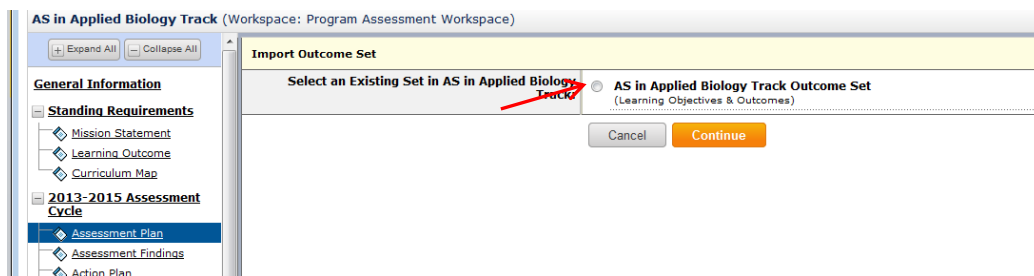 AS in Applied Biology Track (Workspace: Program Assessment Workspace)
Expand All Collapse All
Import Outcome Set
General Information
Select an Existing Set in AS in Applied Biology
Track:
AS in Applied Biology Track Outcome Set
(Learning Objectives & Outcomes)
Standing Requirements
Mission Statement
Cancel Continue
Learning Outcome
Curriculum Map
2013-2015 Assessment
Cycle
Assessment Plan
Assessment Findings
Action Plan